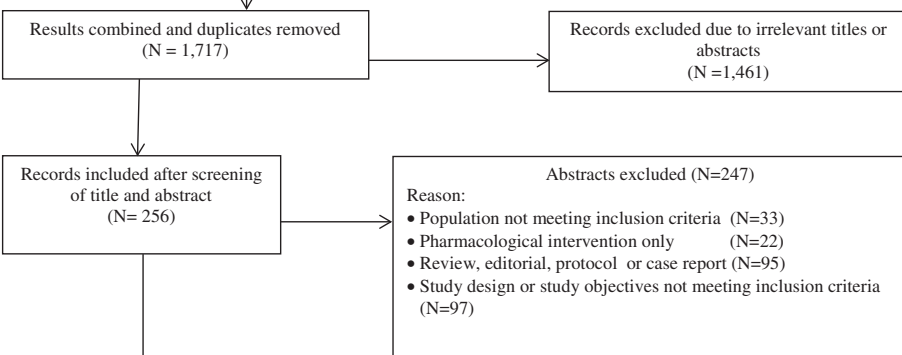 Results combined and duplicates removed
(N = 1,717)
Records excluded due to irrelevant titles or
abstracts
(N =1,461)
Records included after screening
of title and abstract
(N= 256)
Abstracts excluded (N=247)
Reason:
• Population not meeting inclusion criteria (N=33)
• Pharmacological intervention only (N=22)
• Review, editorial, protocol or case report (N=95)
• Study design or study objectives not meeting inclusion criteria
(N=97)